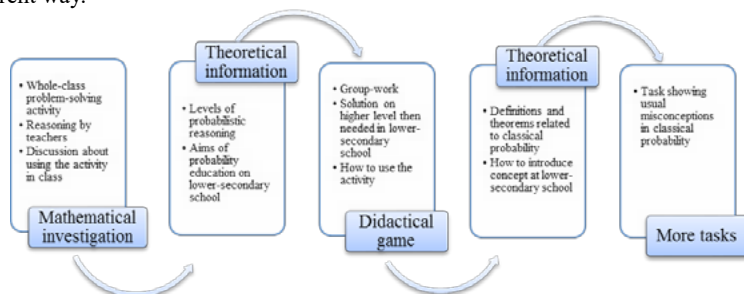 rent way.
• Whole-class
problem-solving
activity
• Reasoning by
teachers
• Discussion about
using the activity
in class
Mathematical
investigation
Theoretical
information
• Levels of
probabilistic
reasoning
• Aims of
probability
education on
lower-secondary
school
• Group-work
• Solution on
higher level then
needed in lower-
secondary
school
• How to use the
activity
Didactical
game
Theoretical
information
• Definitions and
theorems related
to classical
probability
• How to introduce
concept at lower-
secondary school
• Task showing
usual
misconceptions
in classical
probability
More tasks